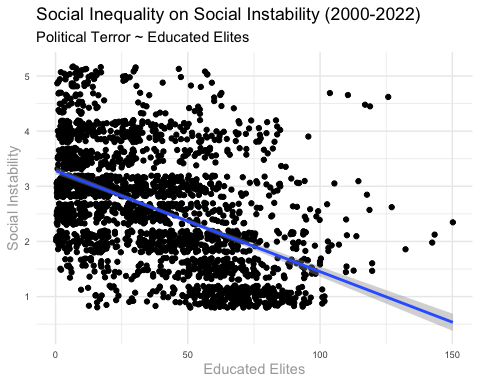 Social Inequality on Social Instability (2000-2022)
Political Terror ~ Educated Elites
5
4
3
2
1
Social Instability
0
50
100
150
Educated Elites